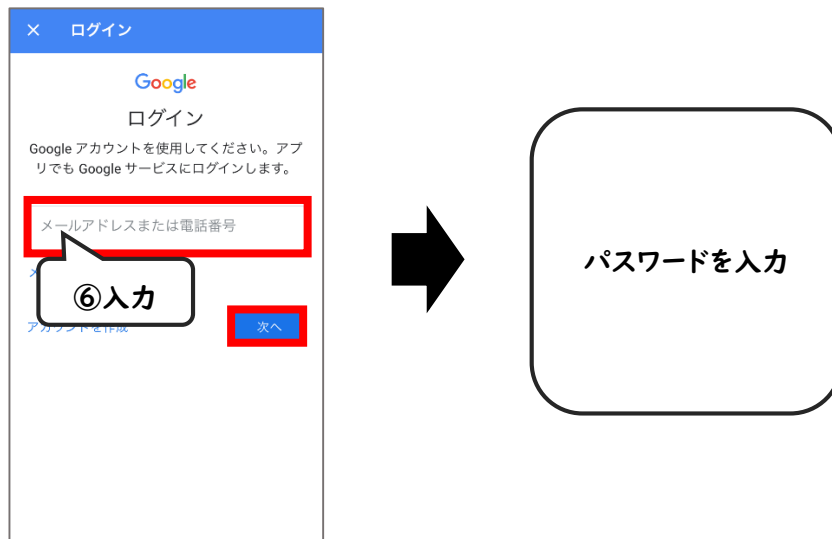 × ログイン
Google
ログイン
Google アカウントを使用してください。アプ
リでも Google サービスにログインします。
メールアドレスまたは電話番号
⑥入力
アカウントを作成
次へ
パスワードを入力